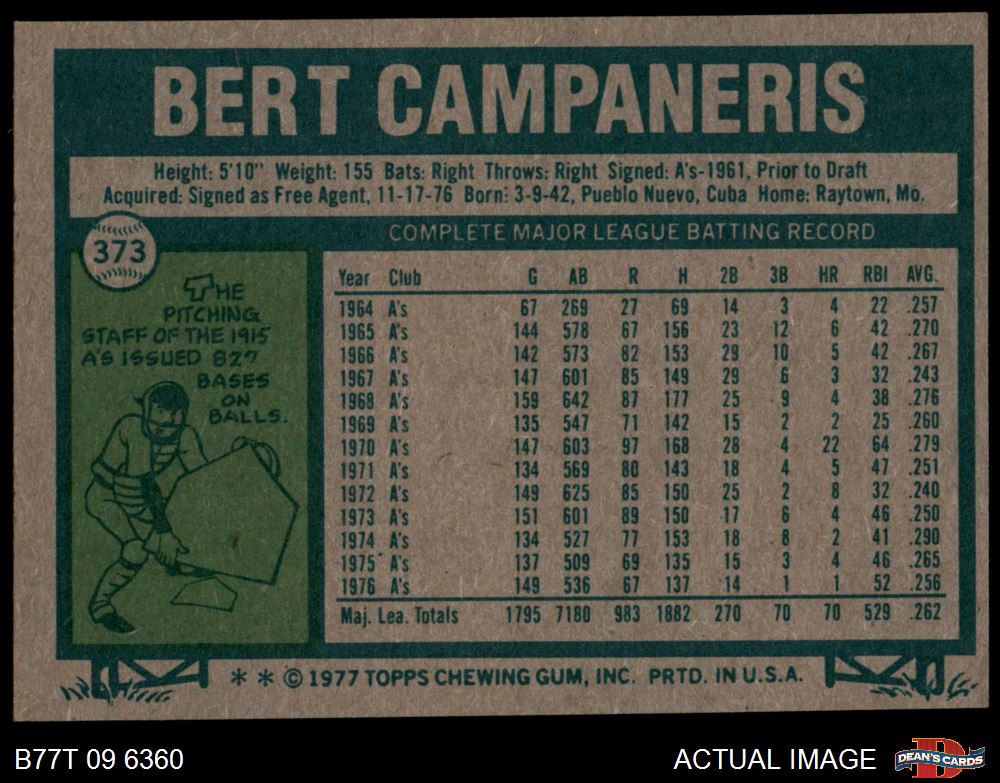 BERT CAMPANERIS
Height: 5'10" Weight: 155 Bats: Right Throws: Right Signed: A's-1961, Prior to Draft
Acquired: Signed as Free Agent, 11-17-76 Born: 3-9-42, Pueblo Nuevo, Cuba Home: Raytown, Mo.
373
THE
PITCHING
STAFF OF THE 1915
A'S ISSUED 827
BASES
ON
BALLS.
COMPLETE MAJOR LEAGUE BATTING RECORD
Year Club G AB R H 2B 3B HR RBI AVG.
1964 A's 67 269 27 69 14 3 4 22 .257
1965 A's 144 578 67 156 23 12 6 42 .270
1966 A's 142 573 82 153 29 10 5 42 .267
1967 A's 147 601 85 149 29 6 3 32 .243
1968 A's 159 642 87 177 25 9 4 38 .276
1969 A's 135 547 71 142 15 2 2 25 .260
1970 A's 147 603 97 168 28 4 22 64 .279
1971 A's 134 569 80 143 18 4 5 47 .251
1972 A's 149 625 85 150 25 2 8 32 .240
1973 A's 151 601 89 150 17 6 4 46 .250
1974 A's 134 527 77 153 18 8 2 41 .290
1975 A's 137 509 69 135 15 3 4 46 .265
1976 A's 149 536 67 137 14 1 1 52 .256
Maj. Lea. Totals 1795 7180 983 1882 270 70 70 529 .262
* * © 1977 TOPPS CHEWING GUM, INC. PRTD. IN U.S.A.
B77T 09 6360
ACTUAL IMAGE
D
DEAN'S CARDS